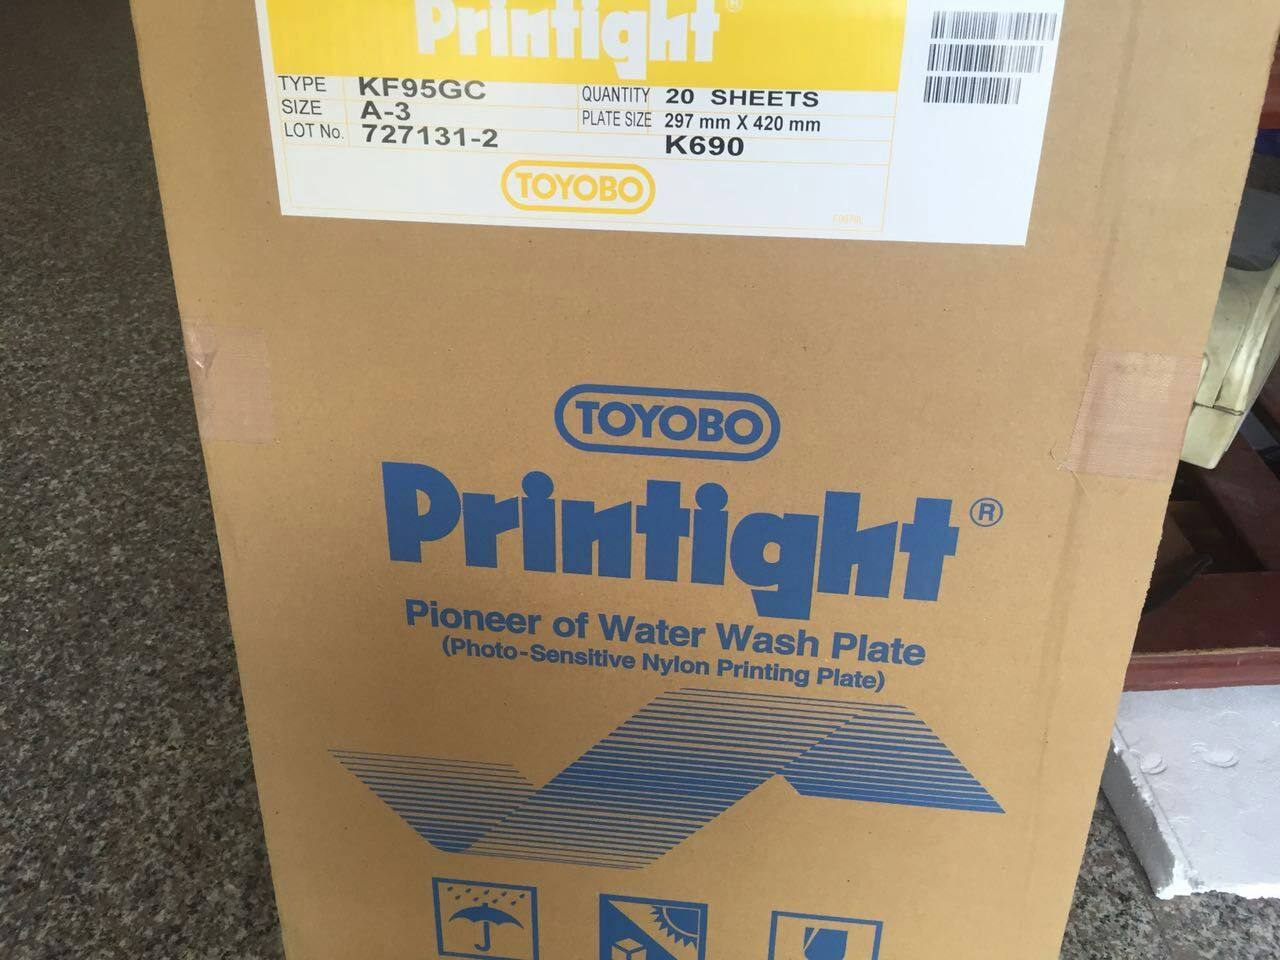 Printight ®
TYPE KF95GC QUANTITY 20 SHEETS
SIZE A-3 PLATE SIZE 297 mm X 420 mm
LOT No. 727131-2 K690
TOYOBO
TOYOBO
Printight ®
Pioneer of Water Wash Plate
(Photo-Sensitive Nylon Printing Plate)